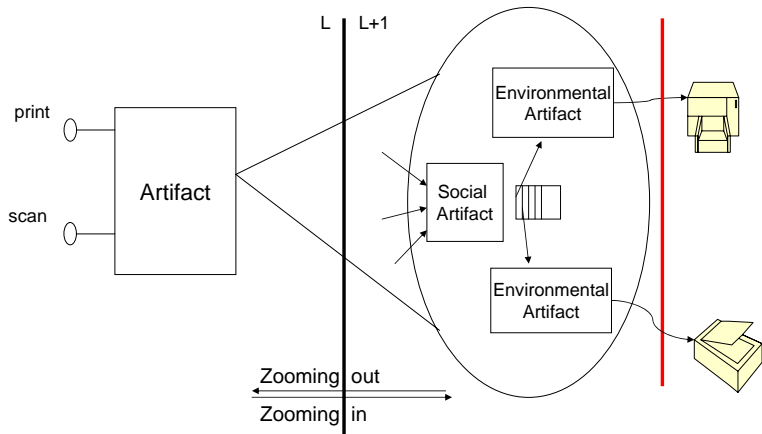 L L+1
print
scan
Artifact
Environmental
Artifact
Social
Artifact
Environmental
Artifact
Zooming out
Zooming in